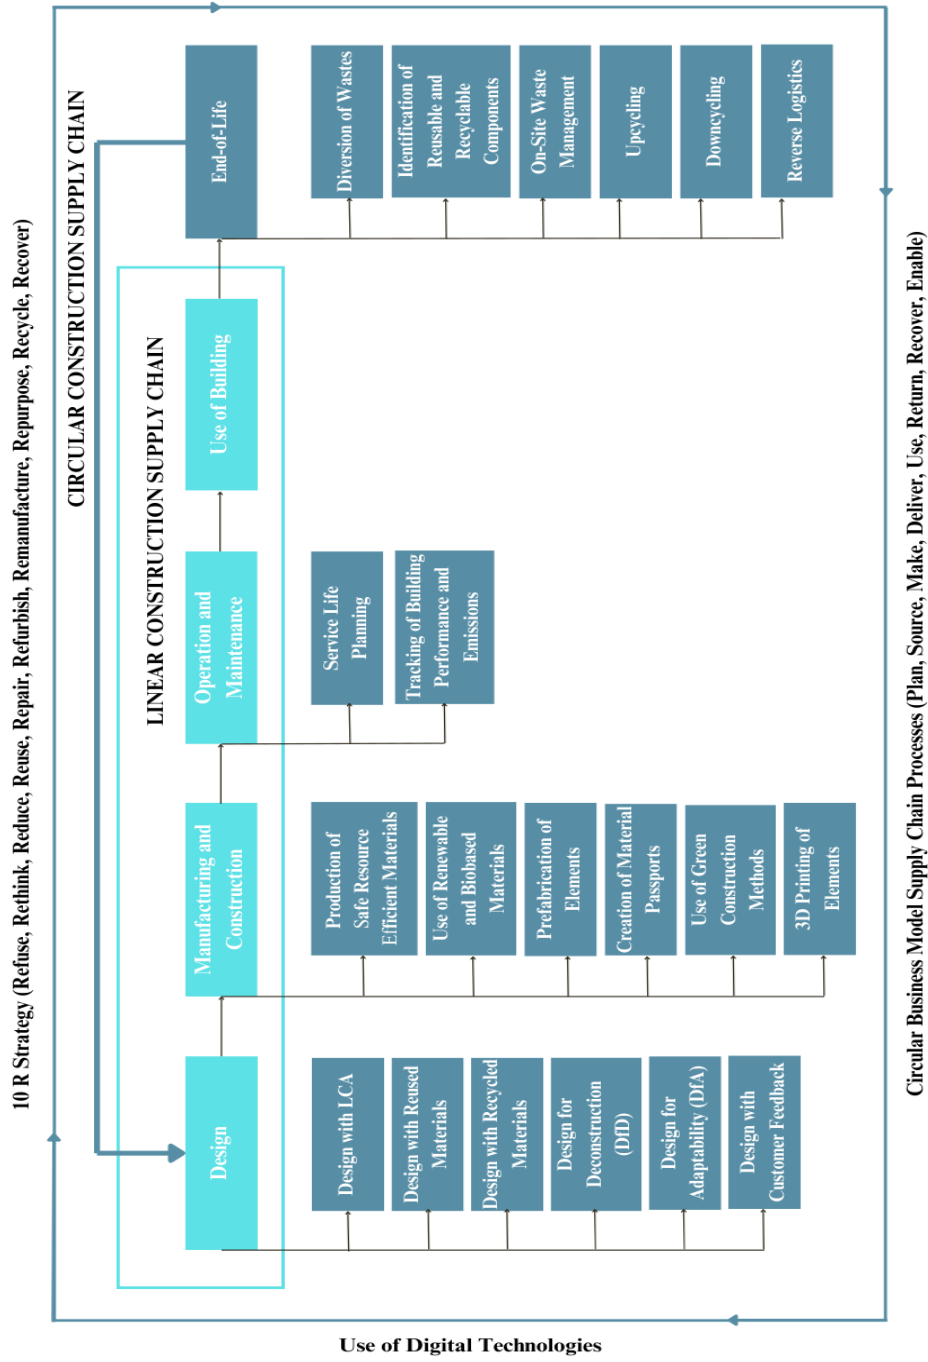 10 R Strategy (Refuse, Rethink, Reduce, Reuse, Repair, Refurbish, Remanufacture, Repurpose, Recycle, Recover)
CIRCULAR CONSTRUCTION SUPPLY CHAIN
LINEAR CONSTRUCTION SUPPLY CHAIN
Design
Manufacturing and
Construction
Operation and
Maintenance
Use of Building
End-of-Life
Design with LCA
Design with Reused
Materials
Design with Recycled
Materials
Design for
Deconstruction
(DfD)
Design for
Adaptability (DfA)
Design with
Customer Feedback
Production of
Safe Resource
Efficient Materials
Use of Renewable
and Biobased
Materials
Prefabrication of
Elements
Creation of Material
Passports
Use of Green
Construction
Methods
3D Printing of
Elements
Service Life
Planning
Tracking of Building
Performance and
Emissions
Diversion of Wastes
Identification of
Reusable and
Recyclable
Components
On-Site Waste
Management
Upcycling
Downcycling
Reverse Logistics
Circular Business Model Supply Chain Processes (Plan, Source, Make, Deliver, Use, Return, Recover, Enable)
Use of Digital Technologies